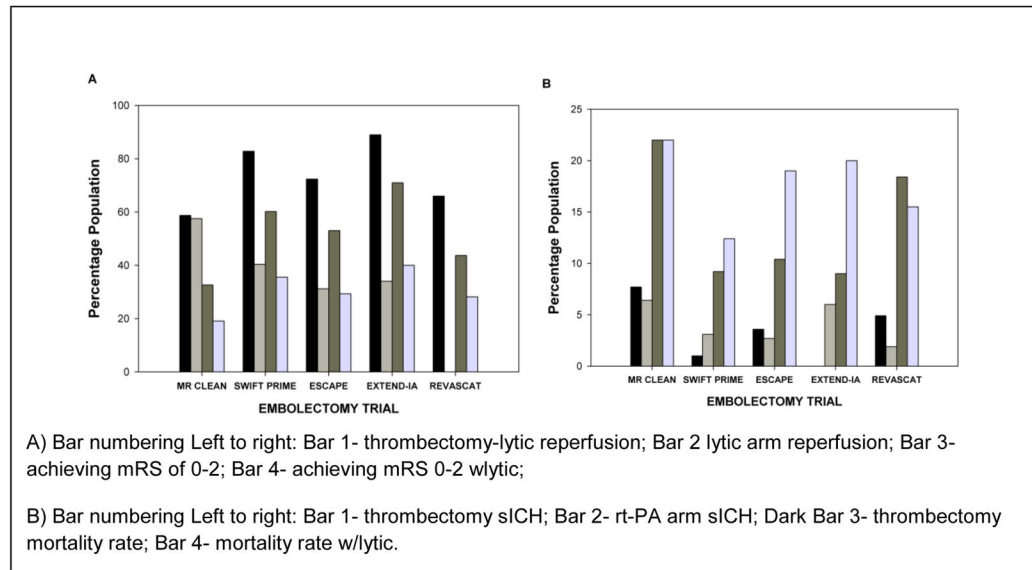 A
100
80
60
40
20
0
Percentage Population
MR CLEAN SWIFT PRIME ESCAPE EXTEND-IA REVASCAT
EMBOLECTOMY TRIAL
B
25
20
15
10
5
0
Percentage Population
MR CLEAN SWIFT PRIME ESCAPE EXTEND-IA REVASCAT
EMBOLECTOMY TRIAL
A) Bar numbering Left to right: Bar 1- thrombectomy-lytic reperfusion; Bar 2 lytic arm reperfusion; Bar 3-
achieving mRS of 0-2; Bar 4- achieving mRS 0-2 wlytic;
B) Bar numbering Left to right: Bar 1- thrombectomy sICH; Bar 2- rt-PA arm sICH; Dark Bar 3- thrombectomy
mortality rate; Bar 4- mortality rate w/lytic.